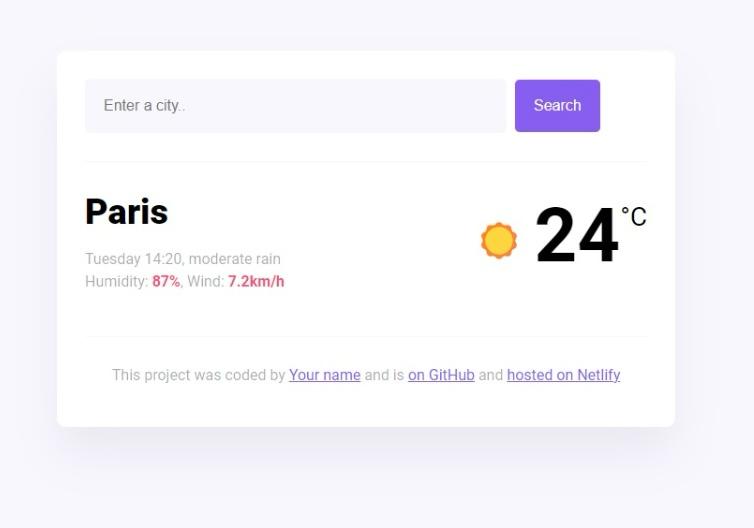 Enter a city..
Search
Paris
24
°C
Tuesday 14:20, moderate rain
Humidity: 87%, Wind: 7.2km/h
This project was coded by Your name and is on GitHub and hosted on Netlify